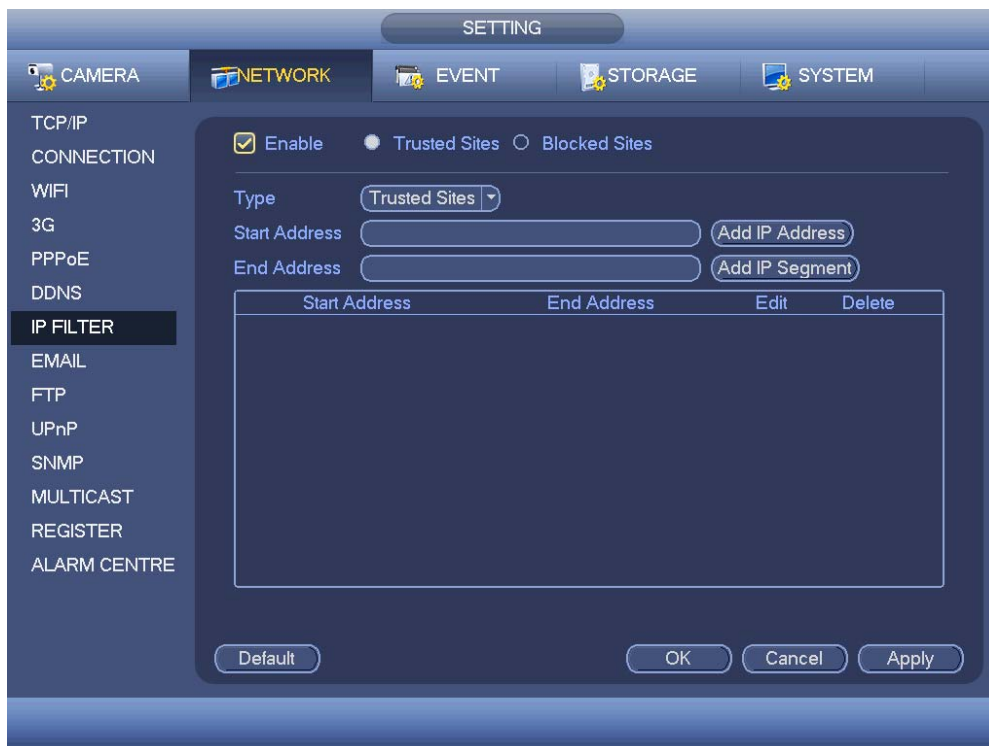 SETTING
CAMERA NETWORK EVENT STORAGE SYSTEM
TCP/IP
CONNECTION
WIFI
3G
PPPoE
DDNS
IP FILTER
EMAIL
FTP
UPnP
SNMP
MULTICAST
REGISTER
ALARM CENTRE
Enable Trusted Sites Blocked Sites
Type Trusted Sites
Start Address Add IP Address
End Address Add IP Segment
Start Address End Address Edit Delete
Default OK Cancel Apply